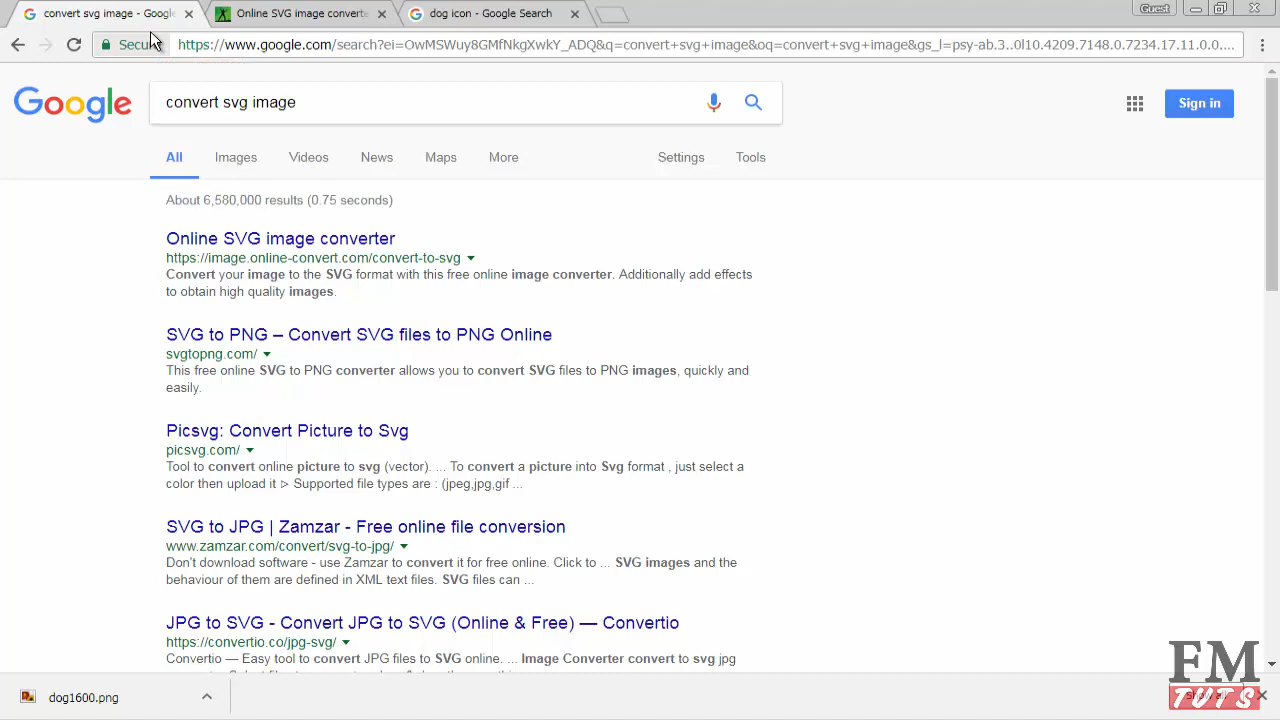 convert svg image - Google
Online SVG image converte
dog icon - Google Search
Guest
https://www.google.com/search?ei=OwMSWuy8GMfNkgXwkY_ADQ&q=convert+svg+image&oq=convert+svg+image&gs_l=psy-ab.3..0l10.4209.7148.0.7234.17.11.0.0....
Google
convert svg image
Sign in
All
Images
Videos
News
Maps
More
Settings
Tools
About 6,580,000 results (0.75 seconds)
Online SVG image converter
https://image.online-convert.com/convert-to-svg
Convert your image to the SVG format with this free online image converter. Additionally add effects
to obtain high quality images.
SVG to PNG – Convert SVG files to PNG Online
svgtopng.com/
This free online SVG to PNG converter allows you to convert SVG files to PNG images, quickly and
easily.
Picsvg: Convert Picture to Svg
picsvg.com/
Tool to convert online picture to svg (vector). ... To convert a picture into Svg format , just select a
color then upload it > Supported file types are : (jpeg,jpg,gif ...
SVG to JPG | Zamzar - Free online file conversion
www.zamzar.com/convert/svg-to-jpg/
Don't download software - use Zamzar to convert it for free online. Click to ... SVG images and the
behaviour of them are defined in XML text files. SVG files can ...
JPG to SVG - Convert JPG to SVG (Online & Free) — Convertio
https://convertio.co/jpg-svg/
Convertio — Easy tool to convert JPG files to SVG online. ... Image Converter convert to svg jpg
dog1600.png
EM
TUTS